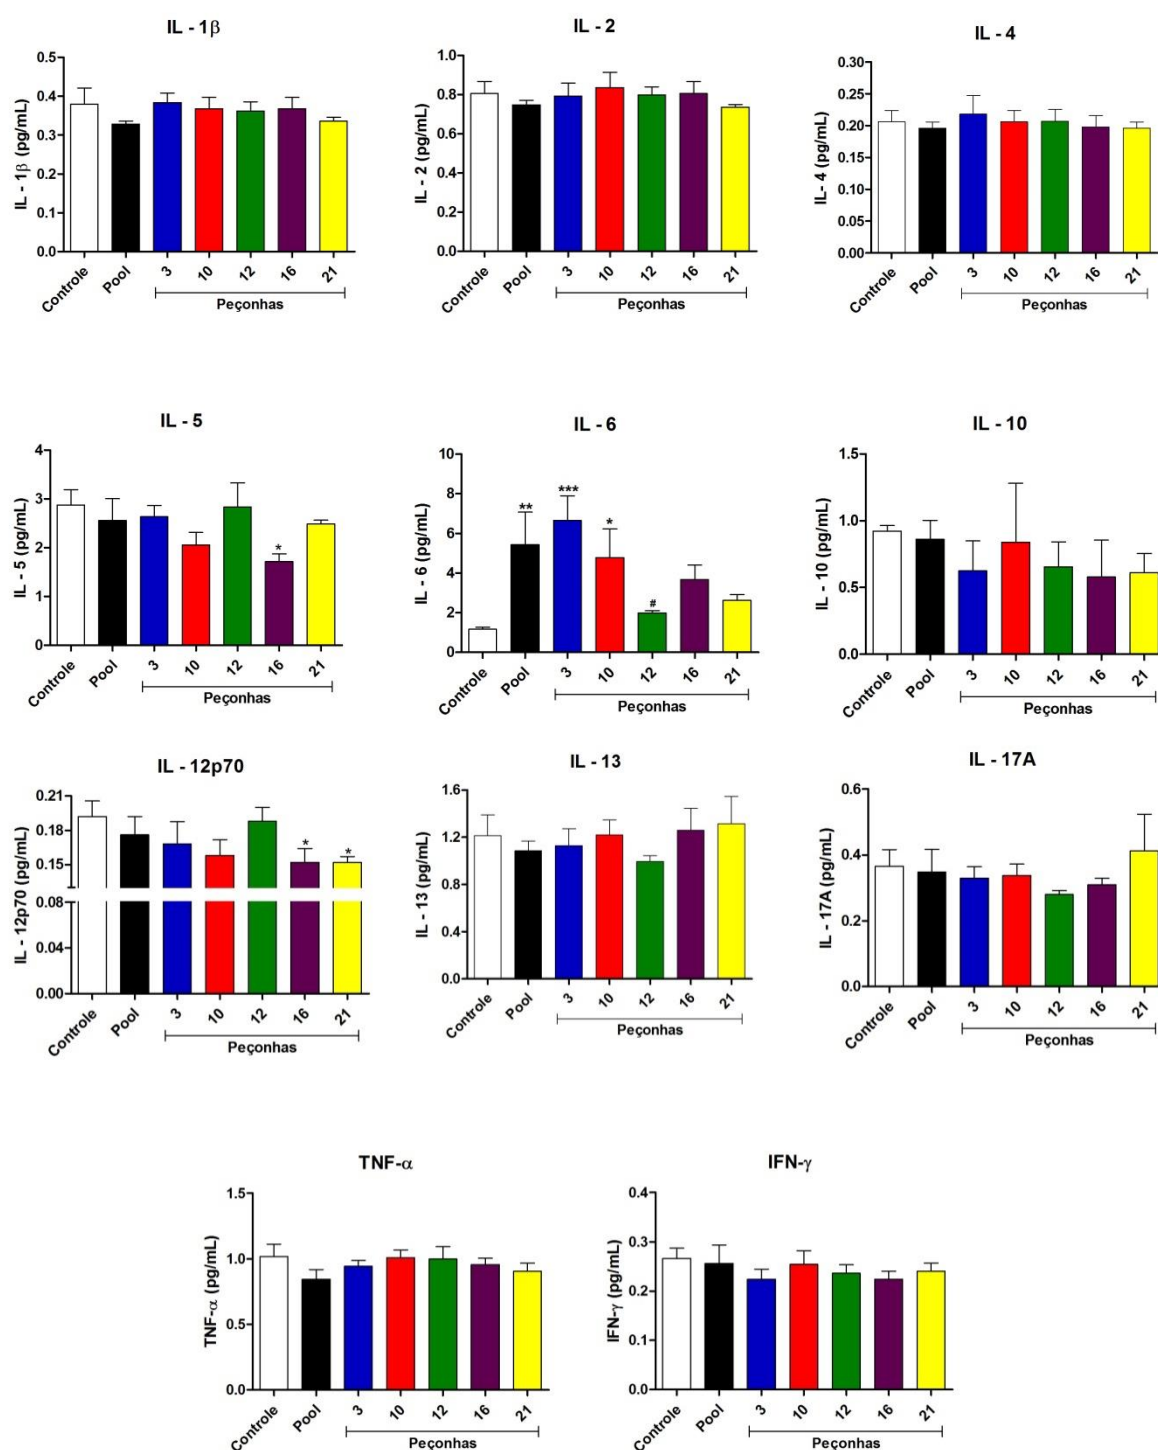 IL - 1β
IL - 1β (pg/mL)
0.5
0.4
0.3
0.2
0.1
0.0
Controle
Pool
3
10
12
16
21
Peçonhas
IL - 2
IL - 2 (pg/mL)
1.0
0.8
0.6
0.4
0.2
0.0
Controle
Pool
3
10
12
16
21
Peçonhas
IL - 4
IL- 4 (pg/mL)
0.30
0.25
0.20
0.15
0.10
0.05
0.00
Controle
Pool
3
10
12
16
21
Peçonhas
IL - 5
IL - 5 (pg/mL)
4
3
2
1
0
*
Controle
Pool
3
10
12
16
21
Peçonhas
IL - 6
IL - 6 (pg/mL)
10
8
6
4
2
0
**
***
*
#
Controle
Pool
3
10
12
16
21
Peçonhas
IL - 10
IL - 10 (pg/mL)
1.5
1.0
0.5
0.0
Controle
Pool
3
10
12
16
21
Peçonhas
IL - 12p70
IL - 12p70 (pg/mL)
0.21
0.18
0.15
0.08
0.04
0.00
*
*
Controle
Pool
3
10
12
16
21
Peçonhas
IL - 13
IL - 13 (pg/mL)
1.6
1.2
0.8
0.4
0.0
Controle
Pool
3
10
12
16
21
Peçonhas
IL - 17A
IL - 17A (pg/mL)
0.6
0.4
0.2
0.0
Controle
Pool
3
10
12
16
21
Peçonhas
TNF-α
TNF-α (pg/mL)
1.5
1.0
0.5
0.0
Controle
Pool
3
10
12
16
21
Peçonhas
IFN-γ
IFN-γ (pg/mL)
0.4
0.3
0.2
0.1
0.0
Controle
Pool
3
10
12
16
21
Peçonhas